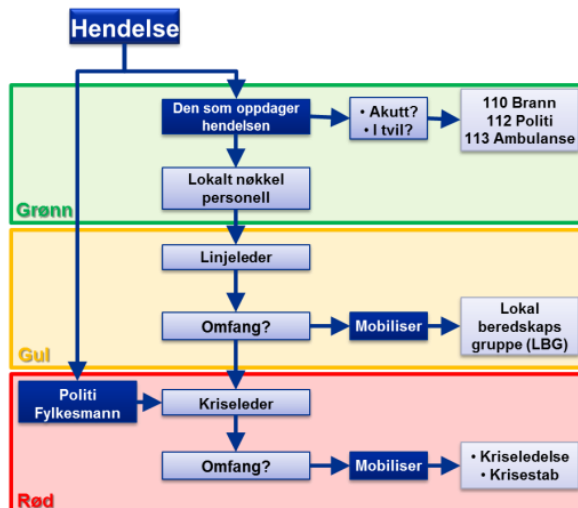 Hendelse
Den som oppdager
hendelsen
• Akutt?
• I tvil?
110 Brann
112 Politi
113 Ambulanse
Lokalt nøkkel
personell
Grønn
Linjeleder
Omfang?
Mobiliser
Lokal
beredskaps
gruppe (LBG)
Gul
Politi
Fylkesmann
Kriseleder
Omfang?
Mobiliser
• Kriseledelse
• Krisestab
Rød